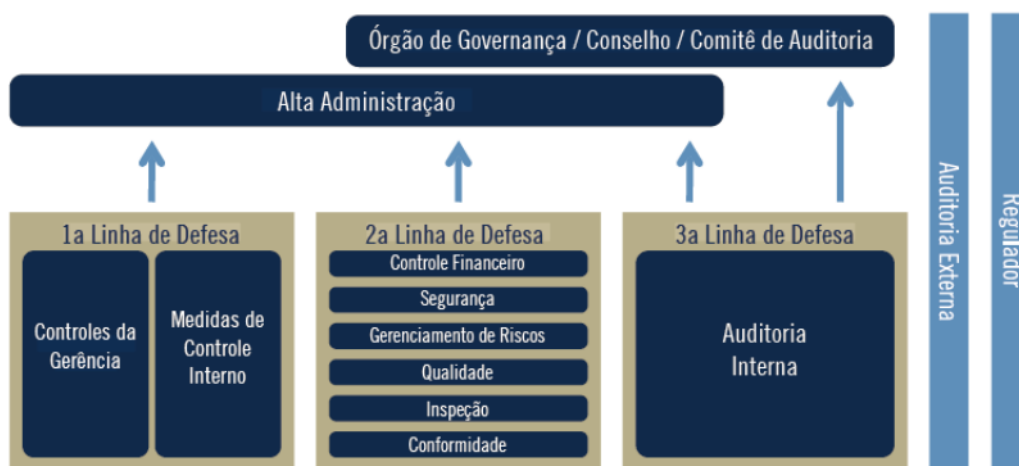 Órgão de Governança / Conselho / Comitê de Auditoria
Alta Administração
1a Linha de Defesa
Controles da
Gerência
Medidas de
Controle
Interno
2a Linha de Defesa
Controle Financeiro
Segurança
Gerenciamento de Riscos
Qualidade
Inspeção
Conformidade
3a Linha de Defesa
Auditoria
Interna
Auditoria Externa
Regulador